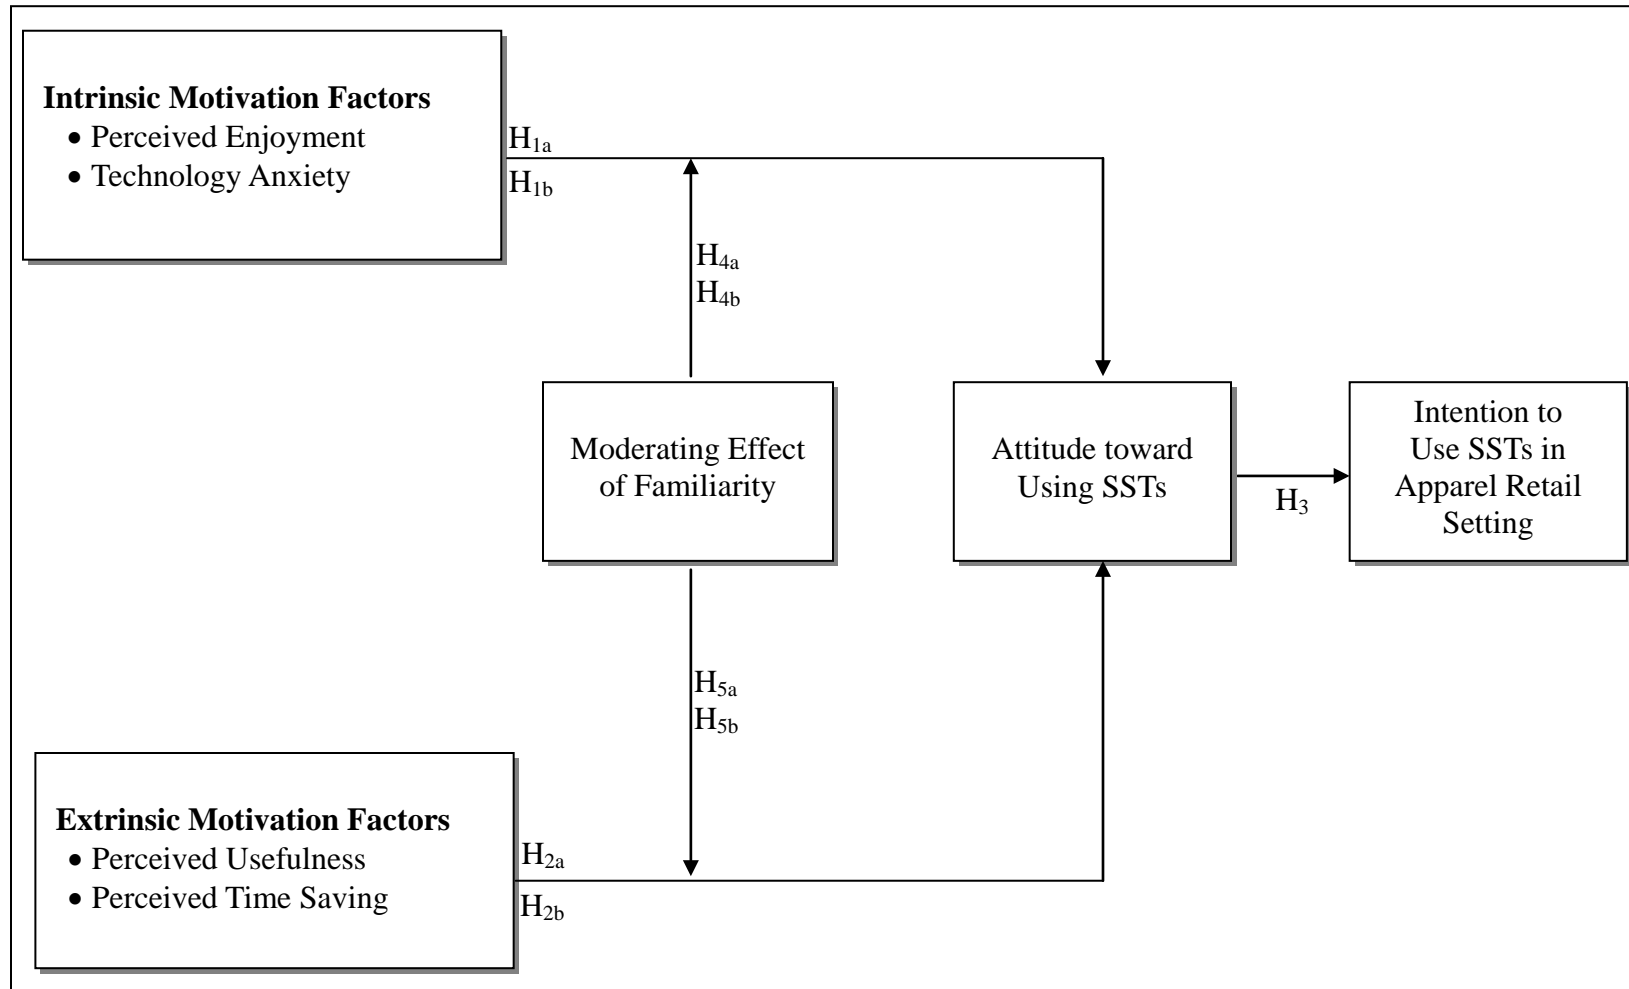 Intrinsic Motivation Factors
• Perceived Enjoyment
• Technology Anxiety
H1a
H1b
H4a
H4b
Moderating Effect
of Familiarity
Attitude toward
Using SSTs
H3
Intention to
Use SSTs in
Apparel Retail
Setting
H5a
H5b
Extrinsic Motivation Factors
• Perceived Usefulness
• Perceived Time Saving
H2a
H2b